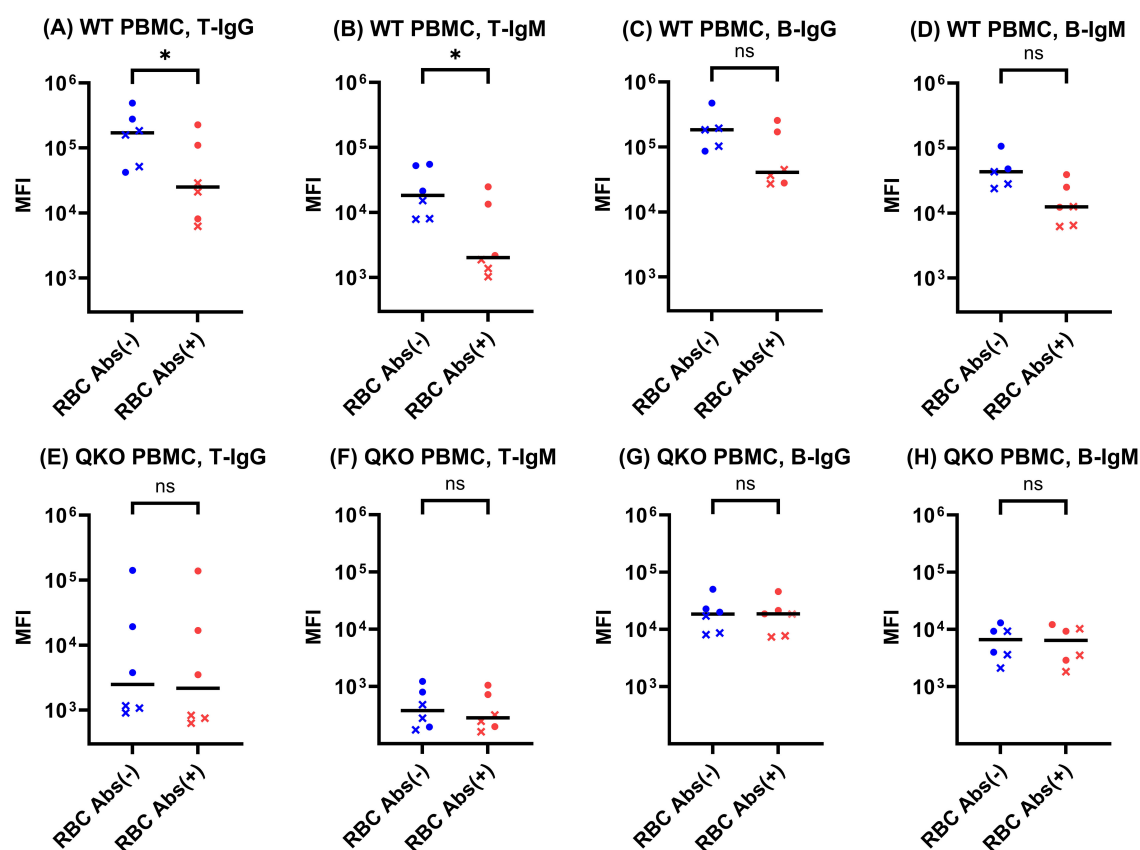 (A) WT PBMC, T-IgG
*
MFI
10⁶
10⁵
10⁴
10³
RBC Abs(-)
RBC Abs(+)
(B) WT PBMC, T-IgM
*
MFI
10⁶
10⁵
10⁴
10³
RBC Abs(-)
RBC Abs(+)
(C) WT PBMC, B-IgG
ns
MFI
10⁶
10⁵
10⁴
10³
RBC Abs(-)
RBC Abs(+)
(D) WT PBMC, B-IgM
ns
MFI
10⁶
10⁵
10⁴
10³
RBC Abs(-)
RBC Abs(+)
(E) QKO PBMC, T-IgG
ns
MFI
10⁶
10⁵
10⁴
10³
RBC Abs(-)
RBC Abs(+)
(F) QKO PBMC, T-IgM
ns
MFI
10⁶
10⁵
10⁴
10³
RBC Abs(-)
RBC Abs(+)
(G) QKO PBMC, B-IgG
ns
MFI
10⁶
10⁵
10⁴
10³
RBC Abs(-)
RBC Abs(+)
(H) QKO PBMC, B-IgM
ns
MFI
10⁶
10⁵
10⁴
10³
RBC Abs(-)
RBC Abs(+)